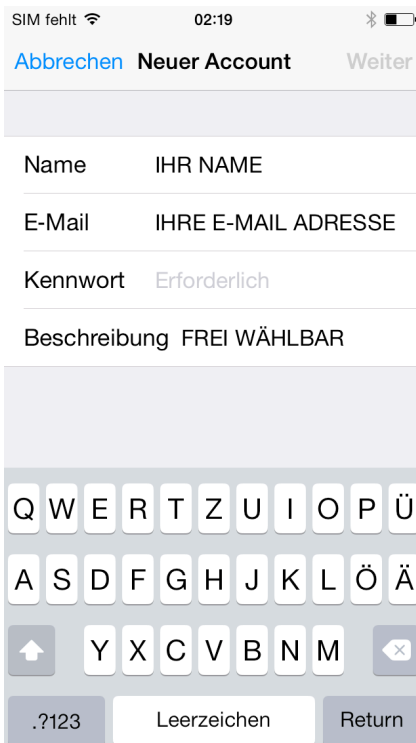 SIM fehlt 02:19
Abbrechen Neuer Account Weiter
Name IHR NAME
E-Mail IHRE E-MAIL ADRESSE
Kennwort Erforderlich
Beschreibung FREI WÄHLBAR
Q W E R T Z U I O P Ü
A S D F G H J K L Ö Ä
Y X C V B N M
.?123 Leerzeichen Return